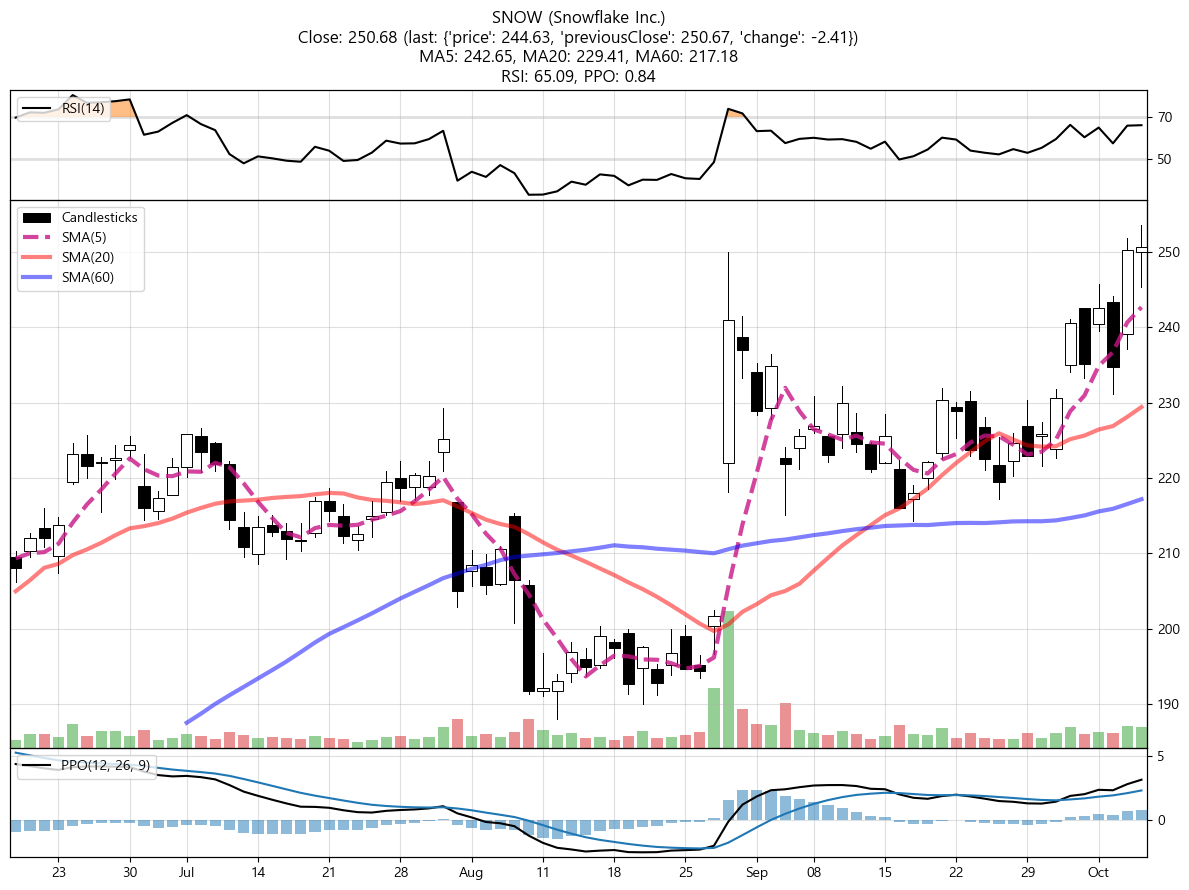 SNOW (Snowflake Inc.)
Close: 250.68 (last: {'price': 244.63, 'previousClose': 250.67, 'change': -2.41})
MA5: 242.65, MA20: 229.41, MA60: 217.18
RSI: 65.09, PPO: 0.84
RSI(14)
70
50
Candlesticks
SMA(5)
SMA(20)
SMA(60)
250
240
230
220
210
200
190
PPO(12, 26, 9)
5
0
23 30 Jul 14 21 28 Aug 11 18 25 Sep 08 15 22 29 Oct